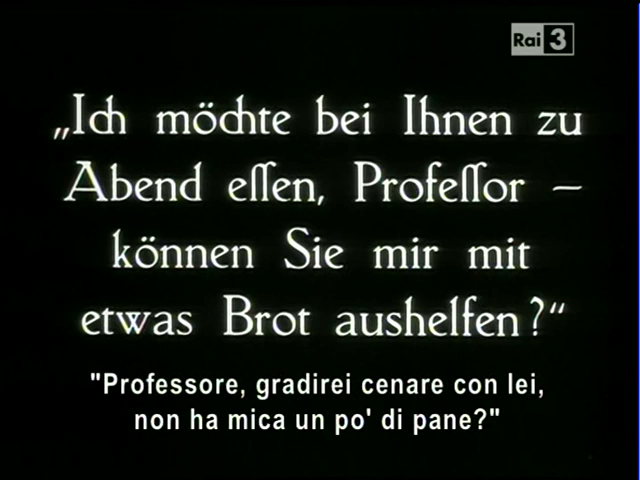 Rai 3
„Ich möchte bei Ihnen zu
Abend eſſen, Profeſſor –
können Sie mir mit
etwas Brot aushelfen?“
"Professore, gradirei cenare con lei,
non ha mica un po' di pane?"